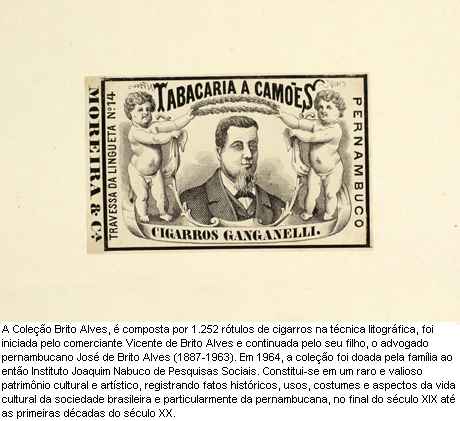 TABACARIA A CAMOES
MOREIRA & Cª.
TRAVESSA DA LINGUETA Nº 14
PERNAMBUCO
CIGARROS GANGANELLI.
A Coleção Brito Alves, é composta por 1.252 rótulos de cigarros na técnica litográfica, foi
iniciada pelo comerciante Vicente de Brito Alves e continuada pelo seu filho, o advogado
pernambucano José de Brito Alves (1887-1963). Em 1964, a coleção foi doada pela família ao
então Instituto Joaquim Nabuco de Pesquisas Sociais. Constitui-se em um raro e valioso
patrimônio cultural e artístico, registrando fatos históricos, usos, costumes e aspectos da vida
cultural da sociedade brasileira e particularmente da pernambucana, no final do século XIX até
as primeiras décadas do século XX.